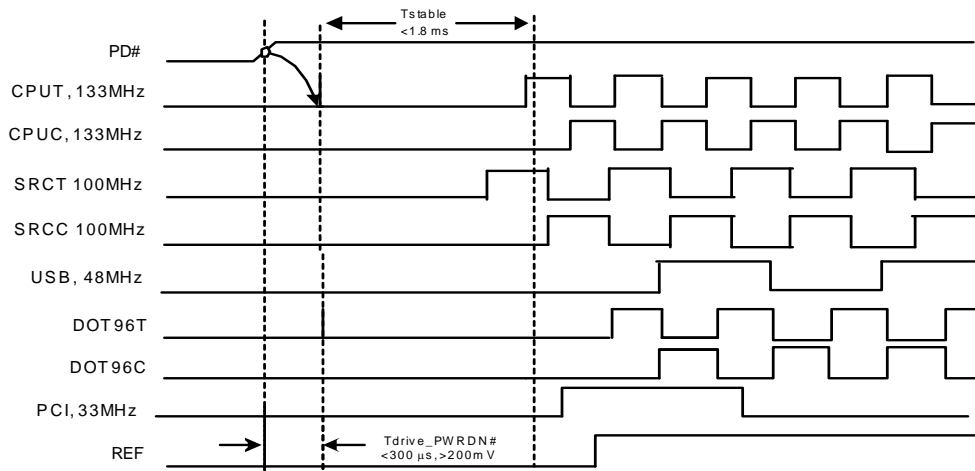 Tstable
<1.8 ms
PD#
CPUT, 133MHz
CPUC, 133MHz
SRCT 100MHz
SRCC 100MHz
USB, 48MHz
DOT96T
DOT96C
PCI, 33MHz
Tdrive_PWRDN#
<300 µs, >200mV
REF